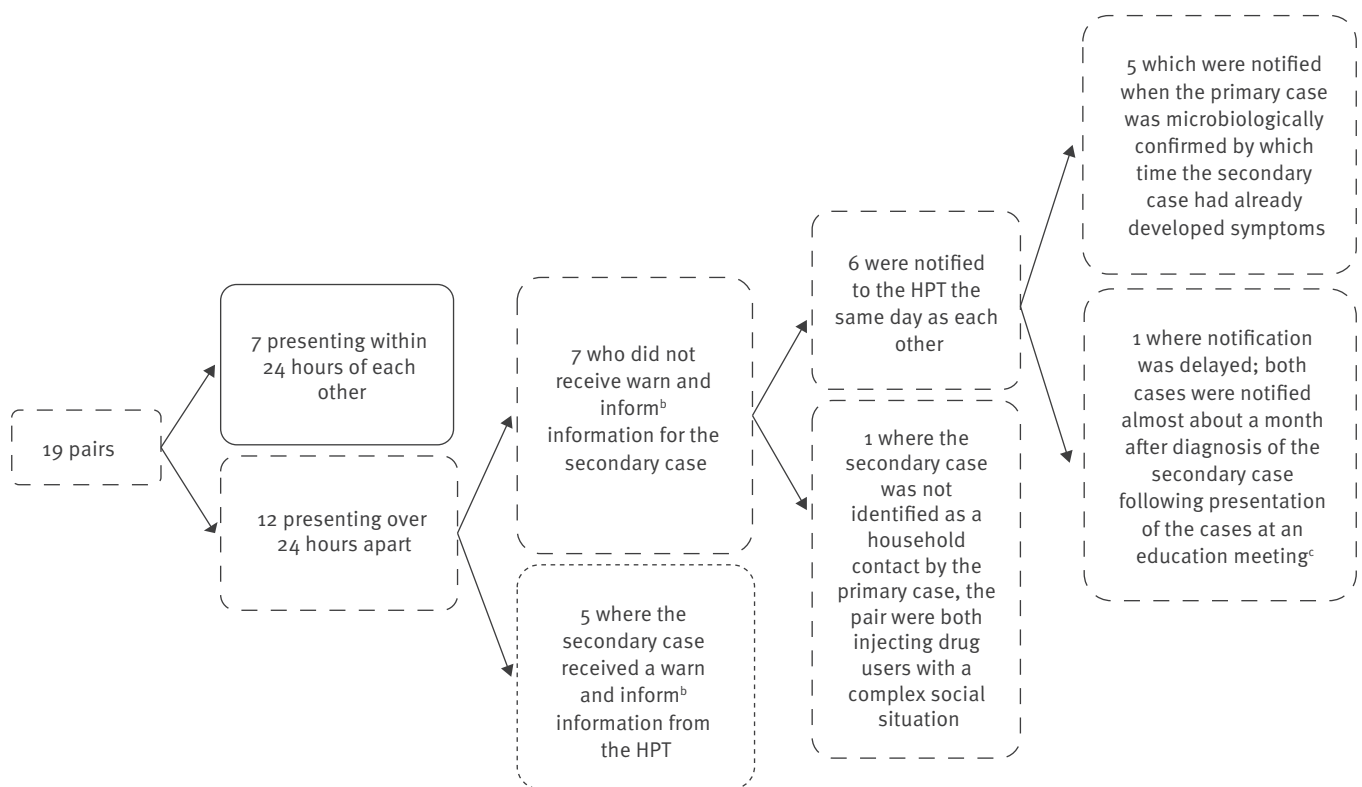 19 pairs
7 presenting within
24 hours of each
other
12 presenting over
24 hours apart
7 who did not
receive warn and
informᵇ
information for the
secondary case
5 where the
secondary case
received a warn
and informᵇ
information from
the HPT
6 were notified
to the HPT the
same day as each
other
1 where the
secondary case
was not
identified as a
household
contact by the
primary case, the
pair were both
injecting drug
users with a
complex social
situation
5 which were notified
when the primary case
was microbiologically
confirmed by which
time the secondary
case had already
developed symptoms
1 where notification
was delayed; both
cases were notified
almost about a month
after diagnosis of the
secondary case
following presentation
of the cases at an
education meetingᶜ